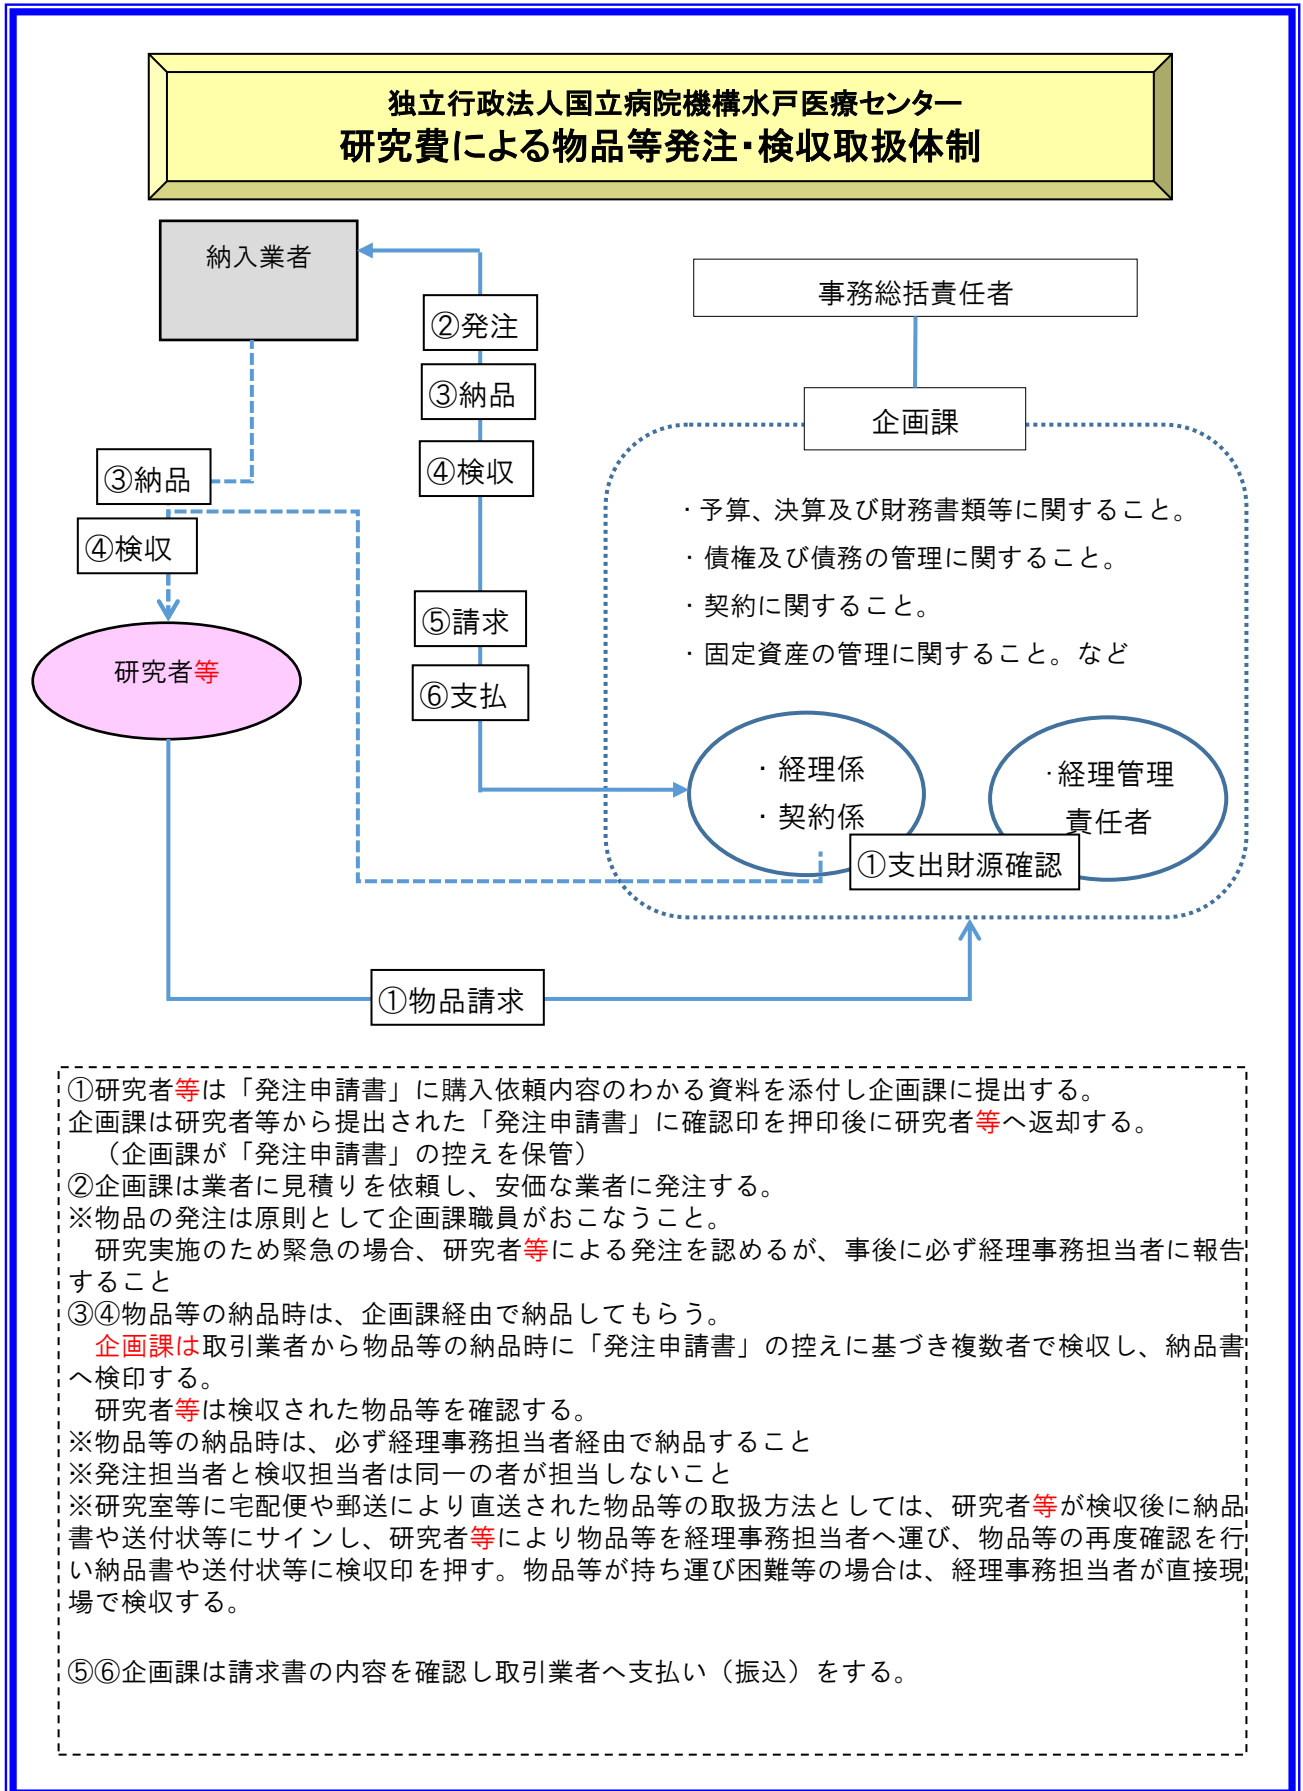 独立行政法人国立病院機構水戸医療センター
研究費による物品等発注・検収取扱体制
納入業者
②発注
③納品
④検収
⑤請求
⑥支払
③納品
④検収
研究者等
事務総括責任者
企画課
・予算、決算及び財務書類等に関すること。
・債権及び債務の管理に関すること。
・契約に関すること。
・固定資産の管理に関すること。など
・経理係
・契約係
・経理管理
責任者
①支出財源確認
①物品請求
①研究者等は「発注申請書」に購入依頼内容のわかる資料を添付し企画課に提出する。
企画課は研究者等から提出された「発注申請書」に確認印を押印後に研究者等へ返却する。
（企画課が「発注申請書」の控えを保管）
②企画課は業者に見積りを依頼し、安価な業者に発注する。
※物品の発注は原則として企画課職員がおこなうこと。
研究実施のため緊急の場合、研究者等による発注を認めるが、事後に必ず経理事務担当者に報告
すること
③④物品等の納品時は、企画課経由で納品してもらう。
企画課は取引業者から物品等の納品時に「発注申請書」の控えに基づき複数者で検収し、納品書
へ検印する。
研究者等は検収された物品等を確認する。
※物品等の納品時は、必ず経理事務担当者経由で納品すること
※発注担当者と検収担当者は同一の者が担当しないこと
※研究室等に宅配便や郵送により直送された物品等の取扱方法としては、研究者等が検収後に納品
書や送付状等にサインし、研究者等により物品等を経理事務担当者へ運び、物品等の再度確認を行
い納品書や送付状等に検収印を押す。物品等が持ち運び困難等の場合は、経理事務担当者が直接現
場で検収する。
⑤⑥企画課は請求書の内容を確認し取引業者へ支払い（振込）をする。